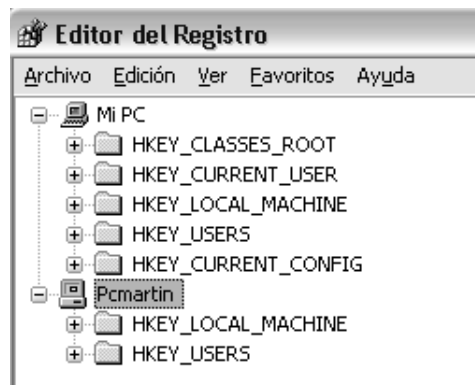 Editor del Registro
Archivo Edición Ver Favoritos Ayuda
Mi PC
HKEY_CLASSES_ROOT
HKEY_CURRENT_USER
HKEY_LOCAL_MACHINE
HKEY_USERS
HKEY_CURRENT_CONFIG
Pcmartin
HKEY_LOCAL_MACHINE
HKEY_USERS